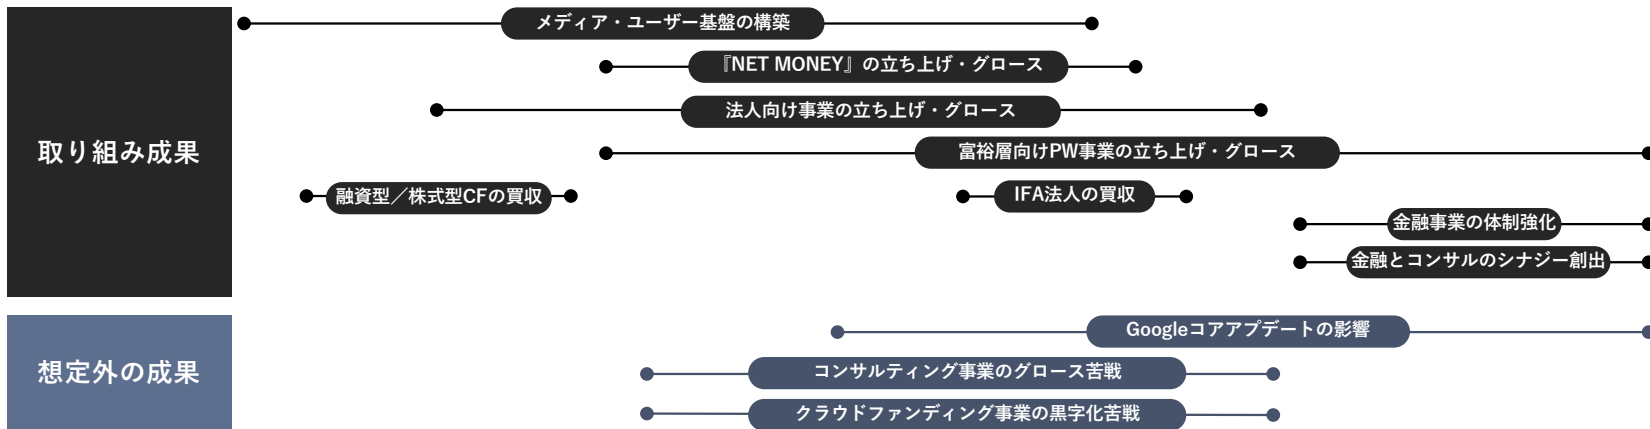 取り組み成果
メディア・ユーザー基盤の構築
『NET MONEY』の立ち上げ・グロース
法人向け事業の立ち上げ・グロース
富裕層向けPW事業の立ち上げ・グロース
融資型／株式型CFの買収
IFA法人の買収
金融事業の体制強化
金融とコンサルのシナジー創出
想定外の成果
Googleコアアプデートの影響
コンサルティング事業のグロース苦戦
クラウドファンディング事業の黒字化苦戦